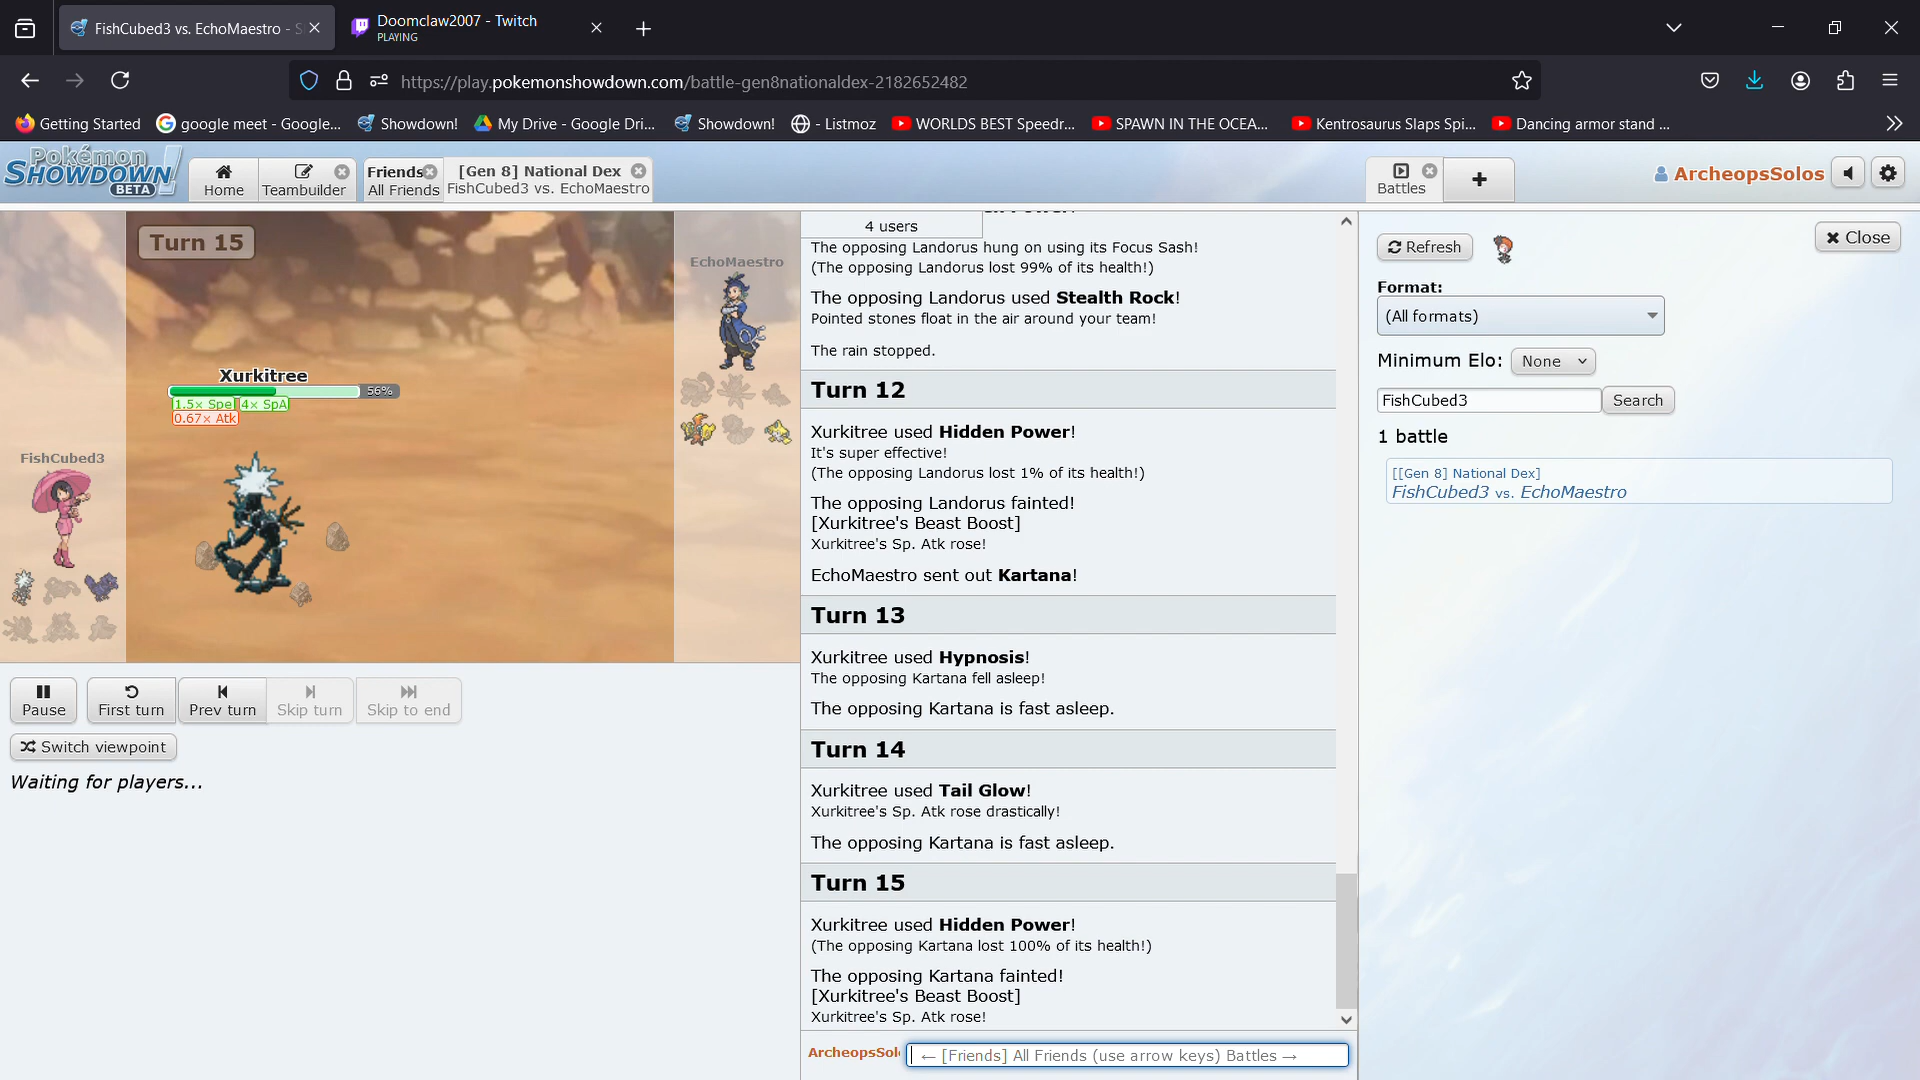 FishCubed3 vs. EchoMaestro - S
Doomclaw2007 - Twitch
PLAYING
https://play.pokemonshowdown.com/battle-gen8nationaldex-2182652482
Getting Started
google meet - Google...
Showdown!
My Drive - Google Dri...
Showdown!
- Listmoz
WORLDS BEST Speedr...
SPAWN IN THE OCEA...
Kentrosaurus Slaps Spi...
Dancing armor stand ...
Pokémon
SHOWDOWN!
BETA
Home
Teambuilder
Friends
All Friends
[Gen 8] National Dex
FishCubed3 vs. EchoMaestro
Battles
ArcheopsSolos
Turn 15
EchoMaestro
Xurkitree
56%
1.5× Spe
4× SpA
0.67× Atk
FishCubed3
Pause
First turn
Prev turn
Skip turn
Skip to end
Switch viewpoint
Waiting for players...
4 users
The opposing Landorus hung on using its Focus Sash!
(The opposing Landorus lost 99% of its health!)
The opposing Landorus used Stealth Rock!
Pointed stones float in the air around your team!
The rain stopped.
Turn 12
Xurkitree used Hidden Power!
It's super effective!
(The opposing Landorus lost 1% of its health!)
The opposing Landorus fainted!
[Xurkitree's Beast Boost]
Xurkitree's Sp. Atk rose!
EchoMaestro sent out Kartana!
Turn 13
Xurkitree used Hypnosis!
The opposing Kartana fell asleep!
The opposing Kartana is fast asleep.
Turn 14
Xurkitree used Tail Glow!
Xurkitree's Sp. Atk rose drastically!
The opposing Kartana is fast asleep.
Turn 15
Xurkitree used Hidden Power!
(The opposing Kartana lost 100% of its health!)
The opposing Kartana fainted!
[Xurkitree's Beast Boost]
Xurkitree's Sp. Atk rose!
ArcheopsSol
← [Friends] All Friends (use arrow keys) Battles →
Refresh
Close
Format:
(All formats)
Minimum Elo:
None
FishCubed3
Search
1 battle
[[Gen 8] National Dex]
FishCubed3 vs. EchoMaestro